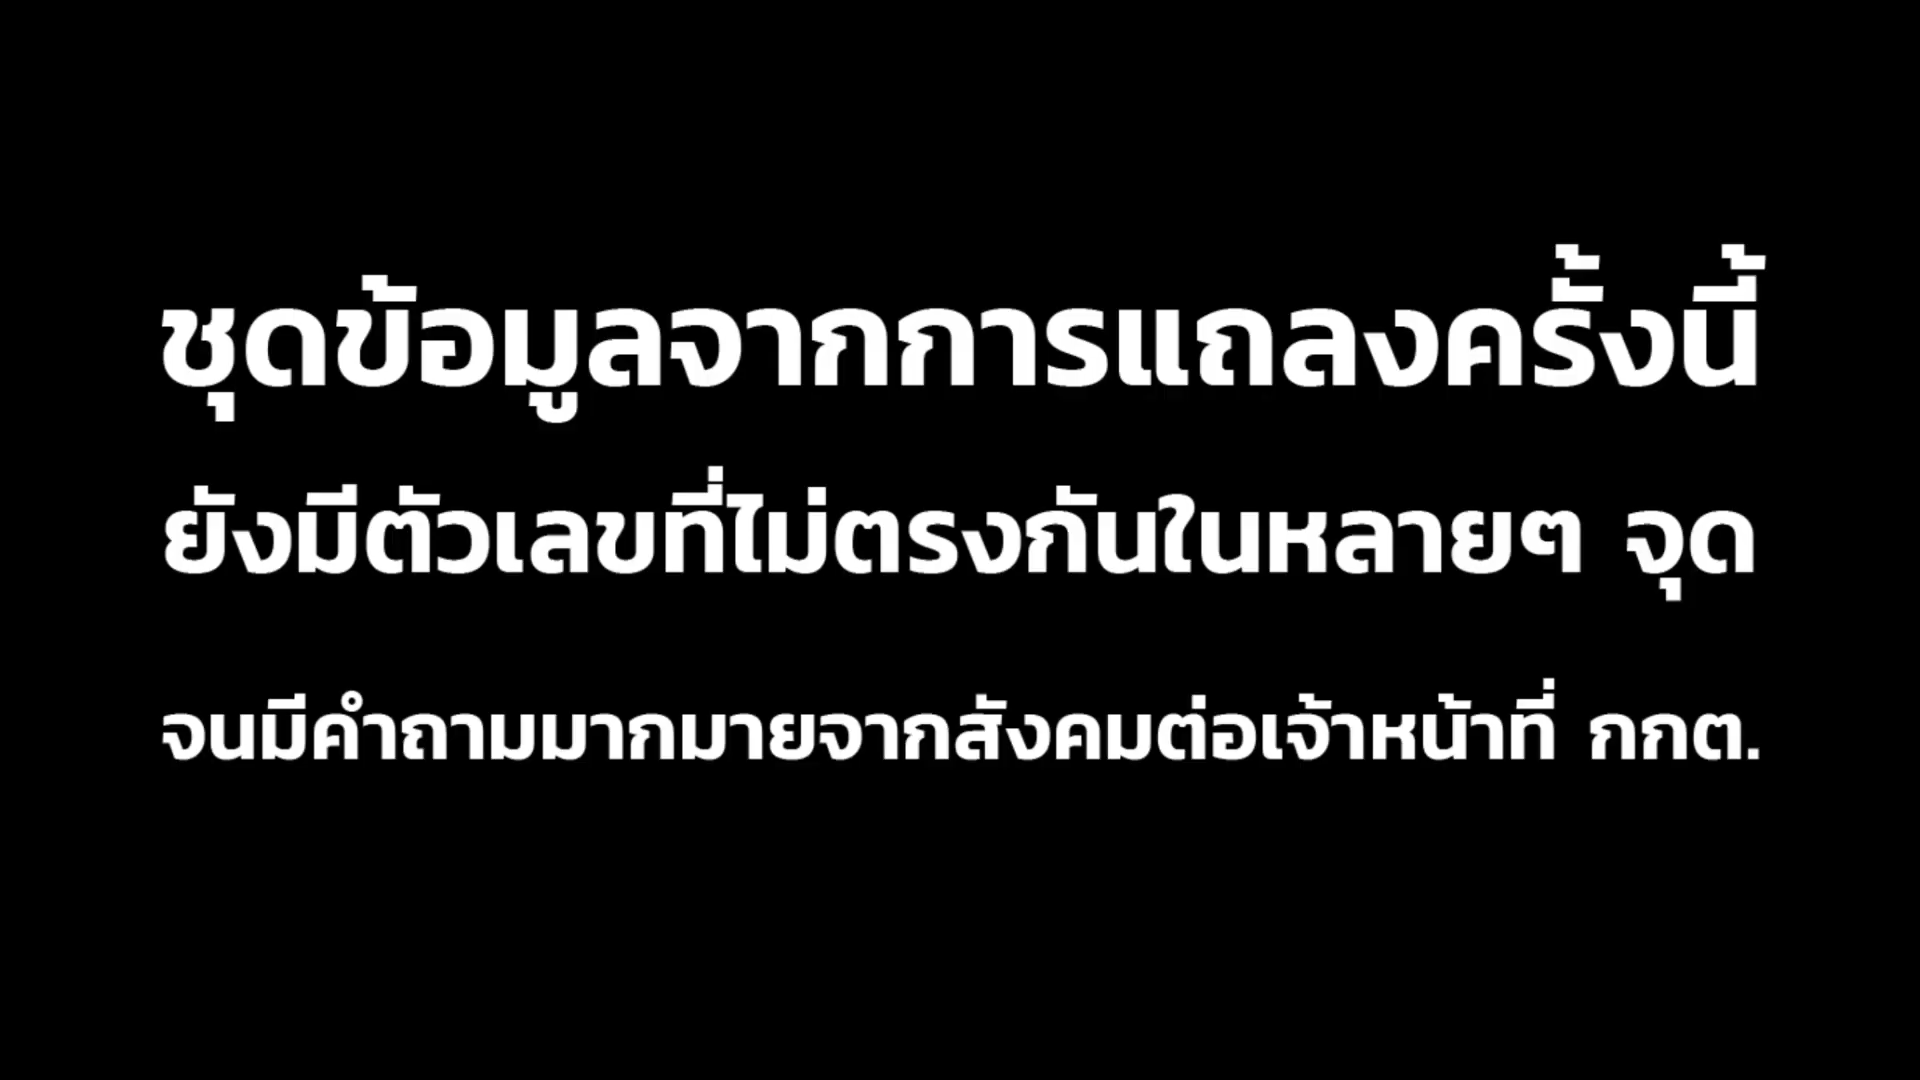 ชุดข้อมูลจากการแถลงครั้งนี้
ยังมีตัวเลขที่ไม่ตรงกันในหลายๆ จุด
จนมีคำถามมากมายจากสังคมต่อเจ้าหน้าที่ กกต.